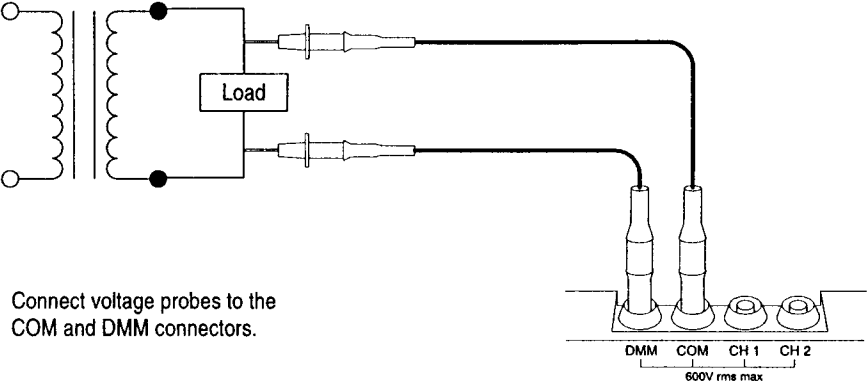 Load
Connect voltage probes to the
COM and DMM connectors.
DMM COM CH 1 CH 2
600V rms max